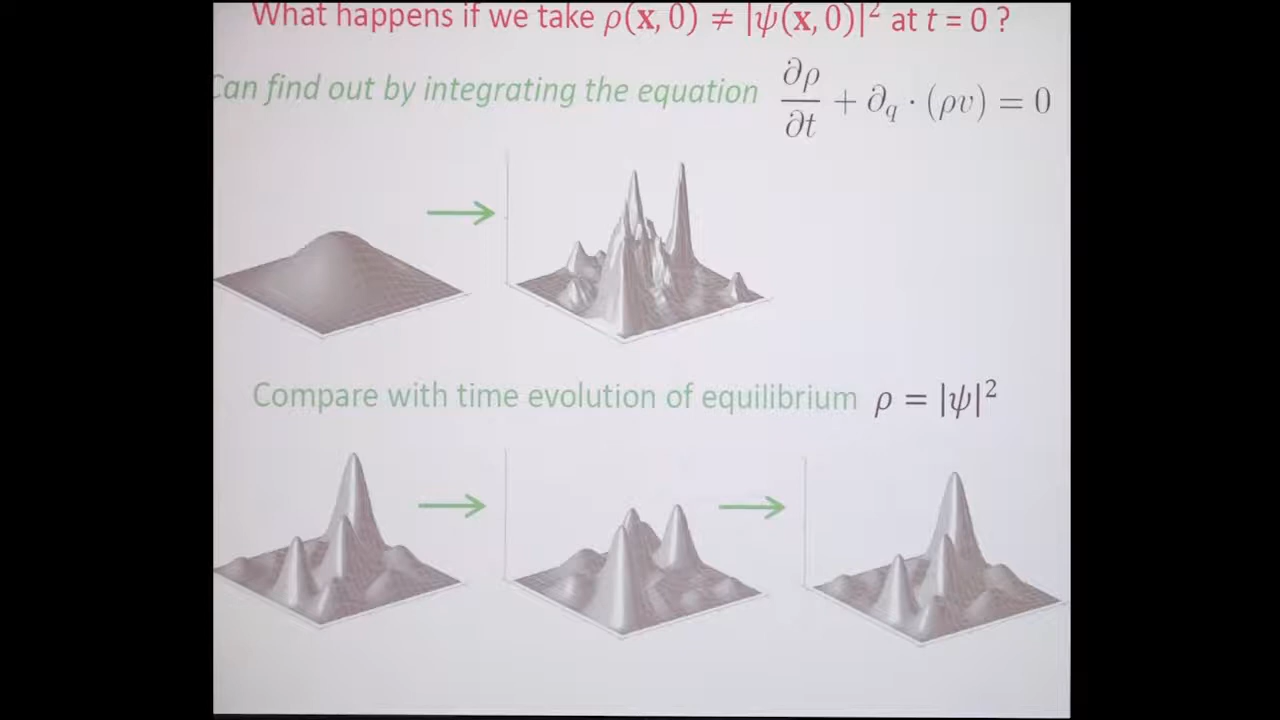 What happens if we take ρ(x, 0) ≠ |ψ(x, 0)|² at t = 0 ?
Can find out by integrating the equation ∂ρ/∂t + ∂q · (ρv) = 0
Compare with time evolution of equilibrium ρ = |ψ|²